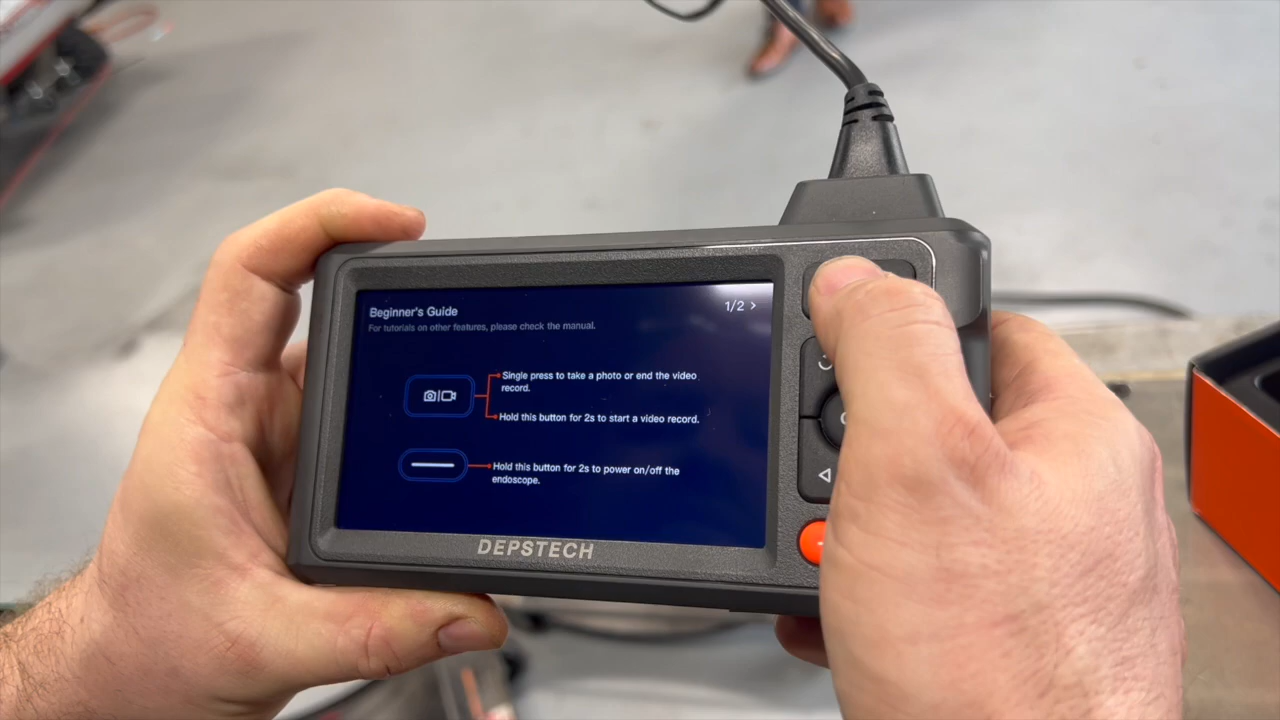 Beginner's Guide
1/2 >
For tutorials on other features, please check the manual.
Single press to take a photo or end the video
record.
Hold this button for 2s to start a video record.
Hold this button for 2s to power on/off the
endoscope.
DEPSTECH